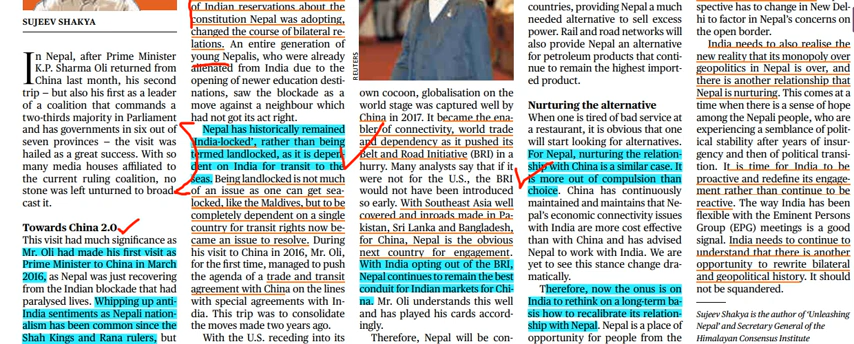 SUJEEV SHAKYA
In Nepal, after Prime Minister
K.P. Sharma Oli returned from
China last month, his second
trip – but also his first as a leader
of a coalition that commands a
two-thirds majority in Parliament
and has governments in six out of
seven provinces – the visit was
hailed as a great success. With so
many media houses affiliated to
the current ruling coalition, no
stone was left unturned to broad-
cast it.
Towards China 2.0
This visit had much significance as
Mr. Oli had made his first visit as
Prime Minister to China in March
2016, as Nepal was just recovering
from the Indian blockade that had
paralysed lives. Whipping up anti-
India sentiments as Nepali nation-
alism has been common since the
Shah Kings and Rana rulers, but
of Indian reservations about the
constitution Nepal was adopting,
changed the course of bilateral re-
lations. An entire generation of
young Nepalis, who were already
alienated from India due to the
opening of newer education desti-
nations, saw the blockade as a
move against a neighbour which
had not got its act right.
Nepal has historically remained
‘India-locked’, rather than being
termed landlocked, as it is depen-
dent on India for transit to the
seas. Being landlocked is not much
of an issue as one can get sea-
locked, like the Maldives, but to be
completely dependent on a single
country for transit rights now be-
came an issue to resolve. During
his visit to China in 2016, Mr. Oli,
for the first time, managed to push
the agenda of a trade and transit
agreement with China on the lines
with special agreements with In-
dia. This trip was to consolidate
the moves made two years ago.
With the U.S. receding into its
REUTERS
own cocoon, globalisation on the
world stage was captured well by
China in 2017. It became the ena-
bler of connectivity, world trade
and dependency as it pushed its
Belt and Road Initiative (BRI) in a
hurry. Many analysts say that if it
were not for the U.S., the BRI
would not have been introduced
so early. With Southeast Asia well
covered and inroads made in Pa-
kistan, Sri Lanka and Bangladesh,
for China, Nepal is the obvious
next country for engagement.
With India opting out of the BRI,
Nepal continues to remain the best
conduit for Indian markets for Chi-
na. Mr. Oli understands this well
and has played his cards accord-
ingly.
Therefore, Nepal will be con-
countries, providing Nepal a much
needed alternative to sell excess
power. Rail and road networks will
also provide Nepal an alternative
for petroleum products that conti-
nue to remain the highest import-
ed product.
Nurturing the alternative
When one is tired of bad service at
a restaurant, it is obvious that one
will start looking for alternatives.
For Nepal, nurturing the relation-
ship with China is a similar case. It
is more out of compulsion than
choice. China has continuously
maintained and maintains that Ne-
pal’s economic connectivity issues
with India are more cost effective
than with China and has advised
Nepal to work with India. We are
yet to see this stance change dra-
matically.
Therefore, now the onus is on
India to rethink on a long-term ba-
sis how to recalibrate its relation-
ship with Nepal. Nepal is a place of
opportunity for people from the
spective has to change in New Del-
hi to factor in Nepal’s concerns on
the open border.
India needs to also realise the
new reality that its monopoly over
geopolitics in Nepal is over, and
there is another relationship that
Nepal is nurturing. This comes at a
time when there is a sense of hope
among the Nepali people, who are
experiencing a semblance of polit-
ical stability after years of insur-
gency and then of political transi-
tion. It is time for India to be
proactive and redefine its engage-
ment rather than continue to be
reactive. The way India has been
flexible with the Eminent Persons
Group (EPG) meetings is a good
signal. India needs to continue to
understand that there is another
opportunity to rewrite bilateral
and geopolitical history. It should
not be squandered.
Sujeev Shakya is the author of ‘Unleashing
Nepal’ and Secretary General of the
Himalayan Consensus Institute